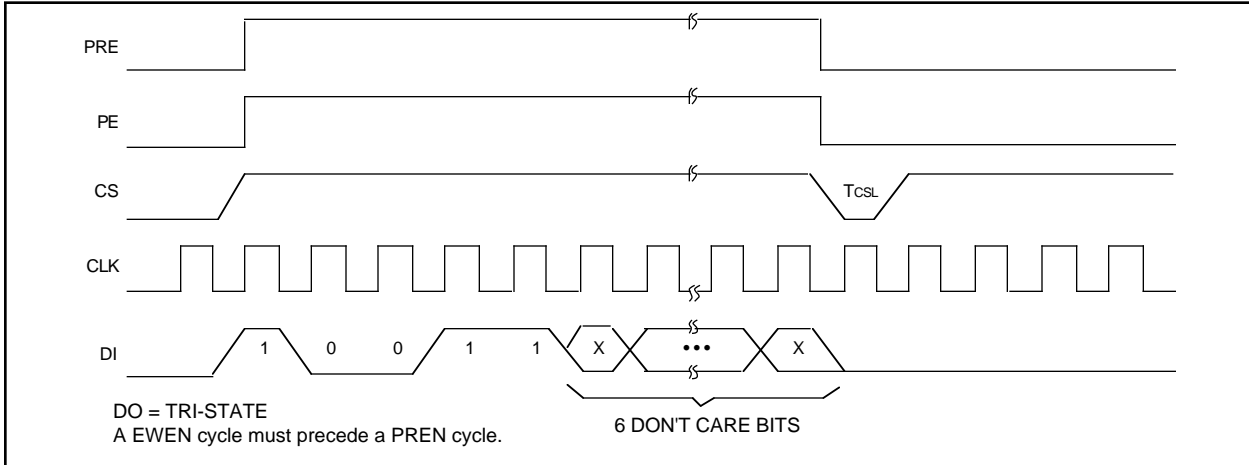 PRE
PE
CS
TCSL
CLK
DI
1 0 0 1 1 X ••• X
DO = TRI-STATE
A EWEN cycle must precede a PREN cycle.
6 DON'T CARE BITS